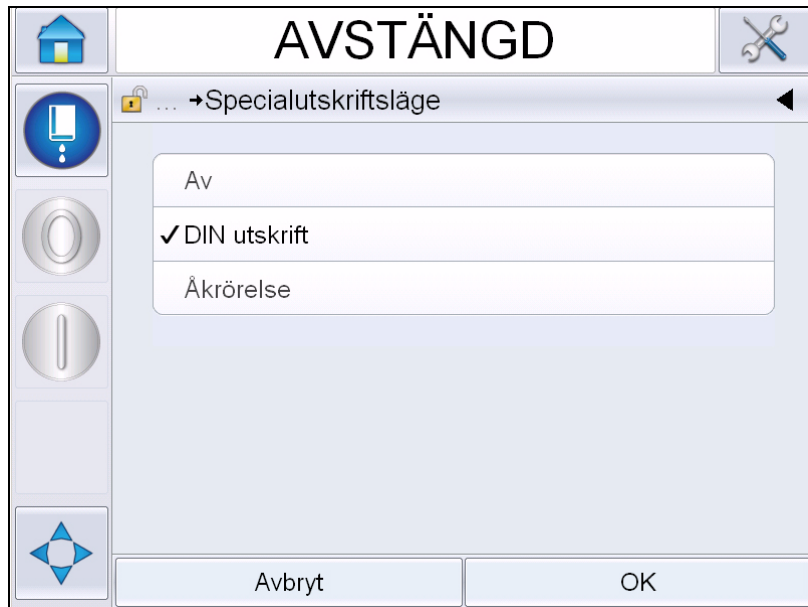 AVSTÄNGD
... →Specialutskriftsläge
Av
✓DIN utskrift
Åkrörelse
Avbryt
OK